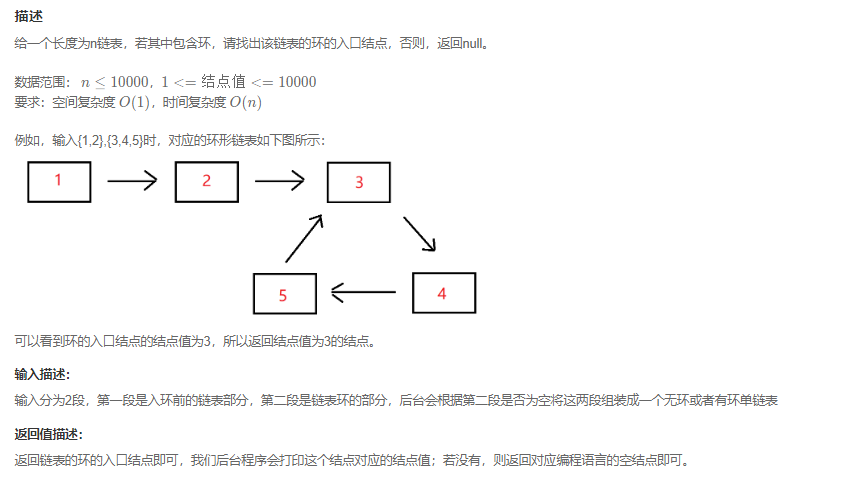 描述
给一个长度为n链表，若其中包含环，请找出该链表的环的入口结点，否则，返回null。
数据范围： n ≤ 10000，1 <= 结点值 <= 10000
要求：空间复杂度 O(1)，时间复杂度 O(n)
例如，输入{1,2},{3,4,5}时，对应的环形链表如下图所示：
1 2 3
5 4
可以看到环的入口结点的结点值为3，所以返回结点值为3的结点。
输入描述：
输入分为2段，第一段是入环前的链表部分，第二段是链表环的部分，后台会根据第二段是否为空将这两段组装成一个无环或者有环单链表
返回值描述：
返回链表的环的入口结点即可，我们后台程序会打印这个结点对应的结点值；若没有，则返回对应编程语言的空结点即可。